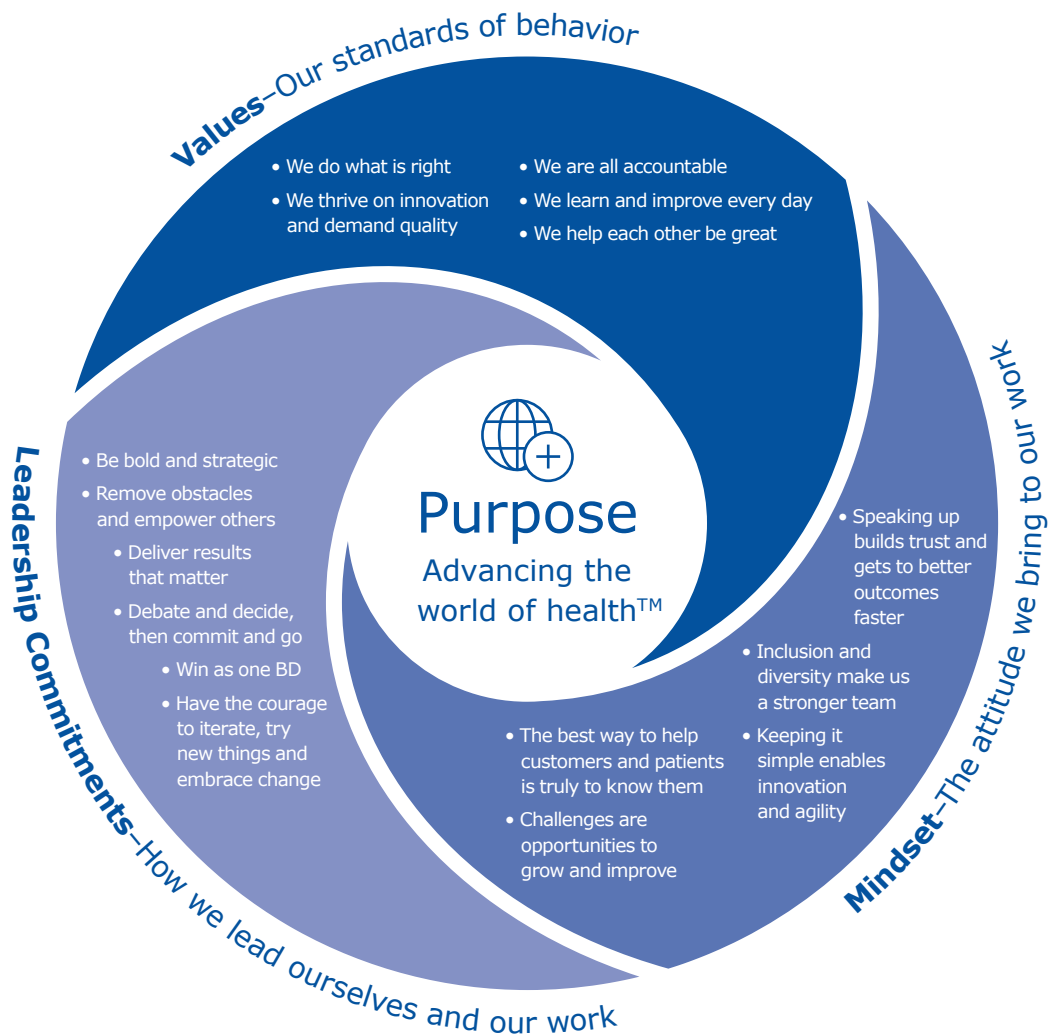 Values–Our standards of behavior
• We do what is right
• We thrive on innovation
and demand quality
• We are all accountable
• We learn and improve every day
• We help each other be great
Leadership Commitments–How we lead ourselves and our work
• Be bold and strategic
• Remove obstacles
and empower others
• Deliver results
that matter
• Debate and decide,
then commit and go
• Win as one BD
• Have the courage
to iterate, try
new things and
embrace change
Purpose
Advancing the
world of health™
Mindset–The attitude we bring to our work
• Speaking up
builds trust and
gets to better
outcomes
faster
• Inclusion and
diversity make us
a stronger team
• Keeping it
simple enables
innovation
and agility
• The best way to help
customers and patients
is truly to know them
• Challenges are
opportunities to
grow and improve